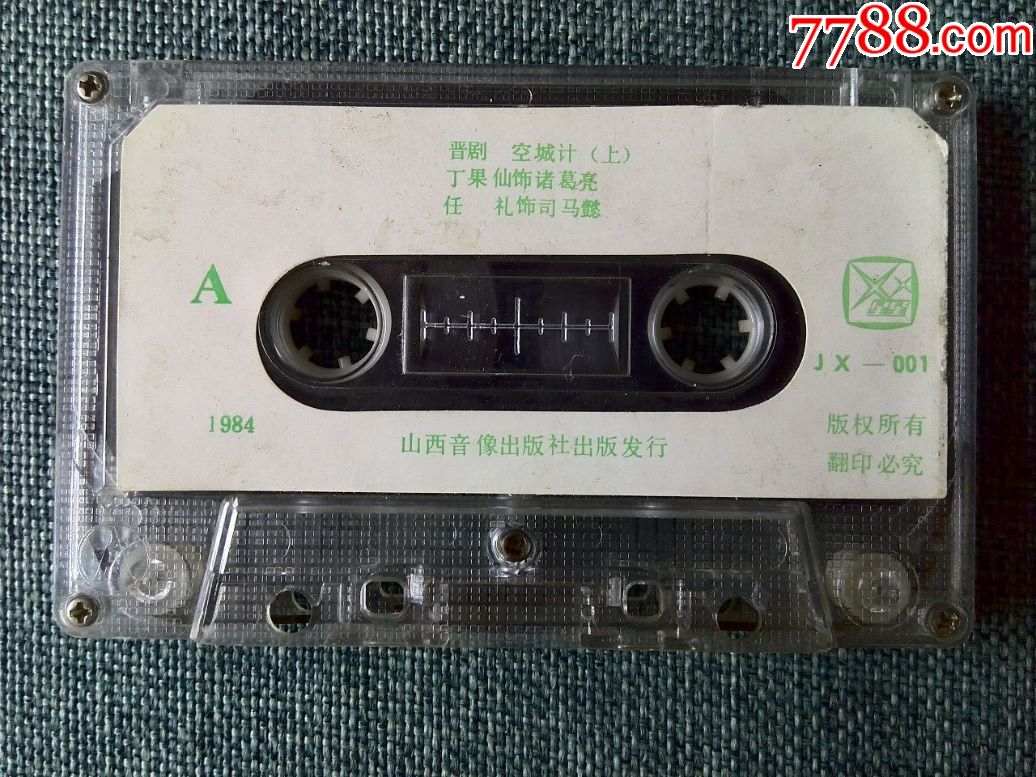 7788.com
晋剧 空城计（上）
丁果仙饰诸葛亮
任 礼饰司马懿
A
JX—001
1984
山西音像出版社出版发行
版权所有
翻印必究